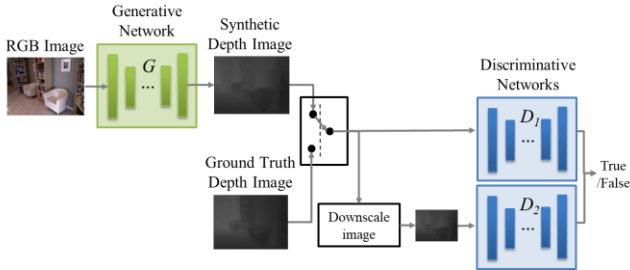 Generative
Network
Synthetic
Depth Image
RGB Image
G
...
Discriminative
Networks
D1
...
Ground Truth
Depth Image
True
/False
Downscale
image
D2
...